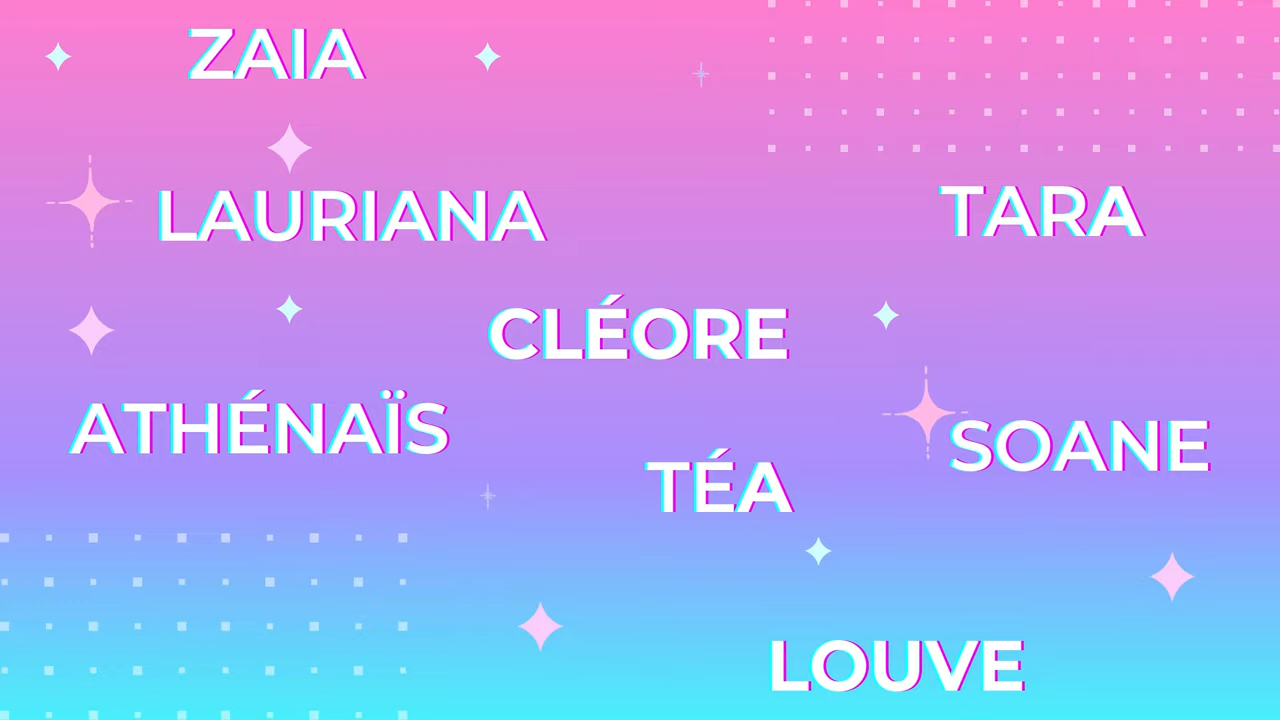 ZAIA
LAURIANA
TARA
CLÉORE
ATHÉNAÏS
SOANE
TÉA
LOUVE